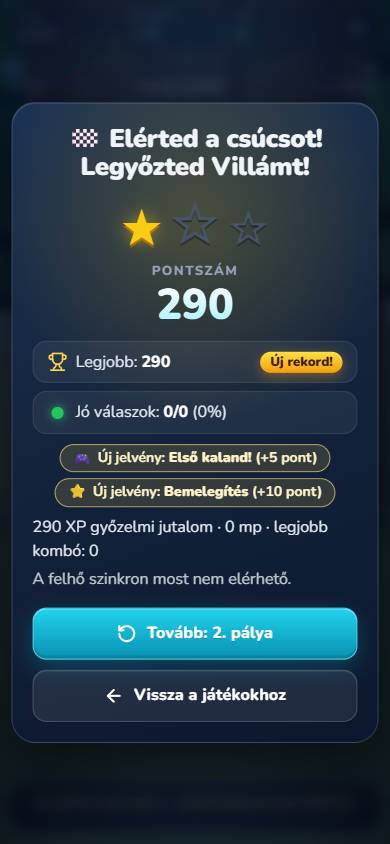 Elérted a csúcsot!
Legyőzted Villámt!
PONTSZÁM
290
Legjobb: 290
Új rekord!
Jó válaszok: 0/0 (0%)
Új jelvény: Első kaland! (+5 pont)
Új jelvény: Bemelegítés (+10 pont)
290 XP győzelmi jutalom · 0 mp · legjobb
kombó: 0
A felhő szinkron most nem elérhető.
Tovább: 2. pálya
Vissza a játékokhoz